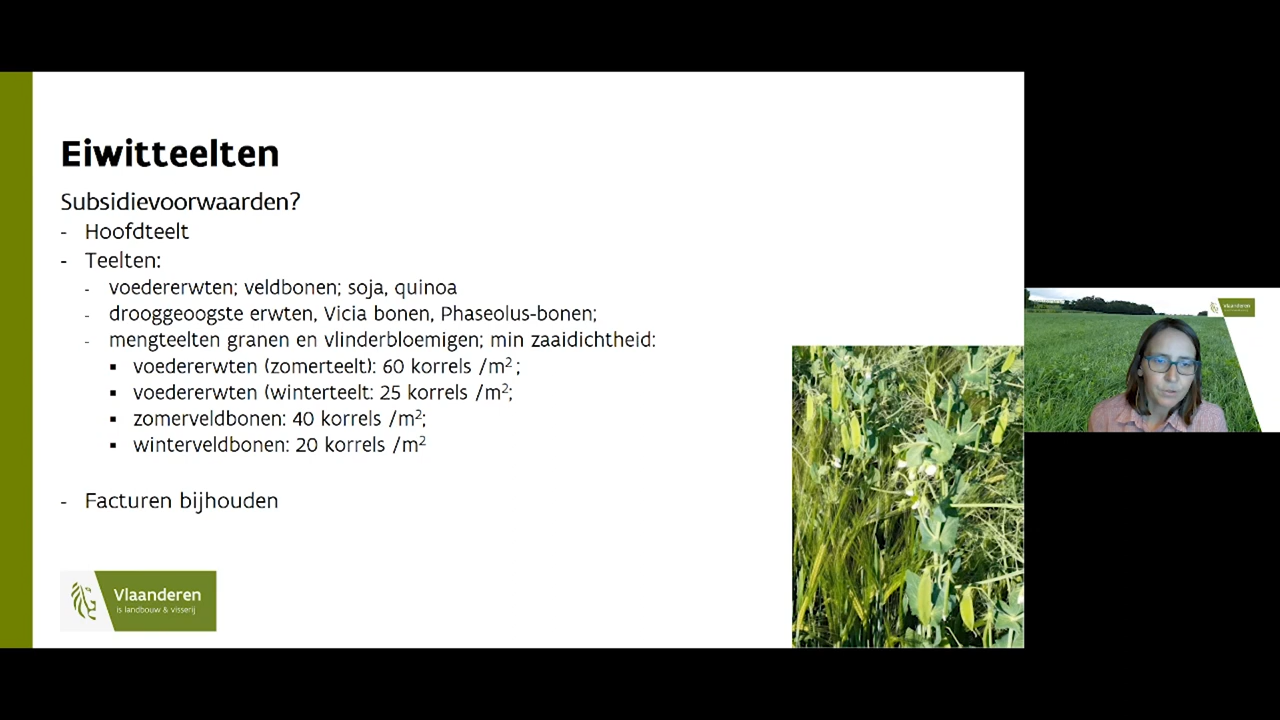 Eiwitteelten
Subsidievoorwaarden?
- Hoofdteelt
- Teelten:
- voedererwten; veldbonen; soja, quinoa
- drooggeoogste erwten, Vicia bonen, Phaseolus-bonen;
- mengteelten granen en vlinderbloemigen; min zaaidichtheid:
▪ voedererwten (zomerteelt): 60 korrels /m²;
▪ voedererwten (winterteelt: 25 korrels /m²;
▪ zomerveldbonen: 40 korrels /m²;
▪ winterveldbonen: 20 korrels /m²
- Facturen bijhouden
Vlaanderen
is landbouw & visserij
Vlaanderen